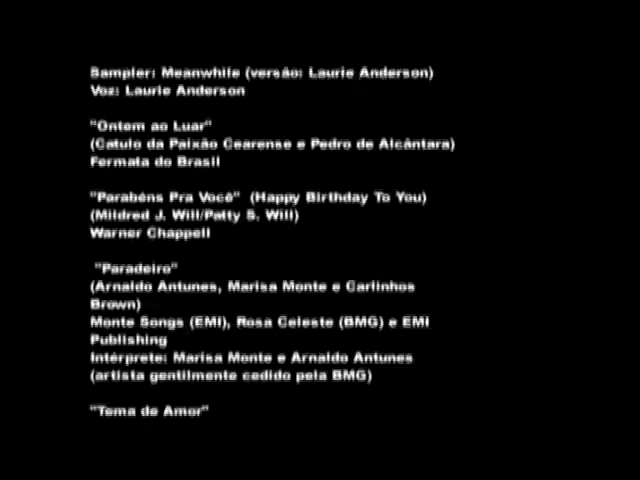 Sampler: Meanwhile (versão: Laurie Anderson)
Voz: Laurie Anderson
"Ontem ao Luar"
(Catulo da Paixão Cearense e Pedro de Alcântara)
Fermata do Brasil
"Parabéns Pra Você" (Happy Birthday To You)
(Mildred J. Will/Patty S. Will)
Warner Chappell
"Paradeiro"
(Arnaldo Antunes, Marisa Monte e Carlinhos
Brown)
Monte Songs (EMI), Rosa Celeste (BMG) e EMI
Publishing
Intérprete: Marisa Monte e Arnaldo Antunes
(artista gentilmente cedido pela BMG)
"Tema de Amor"